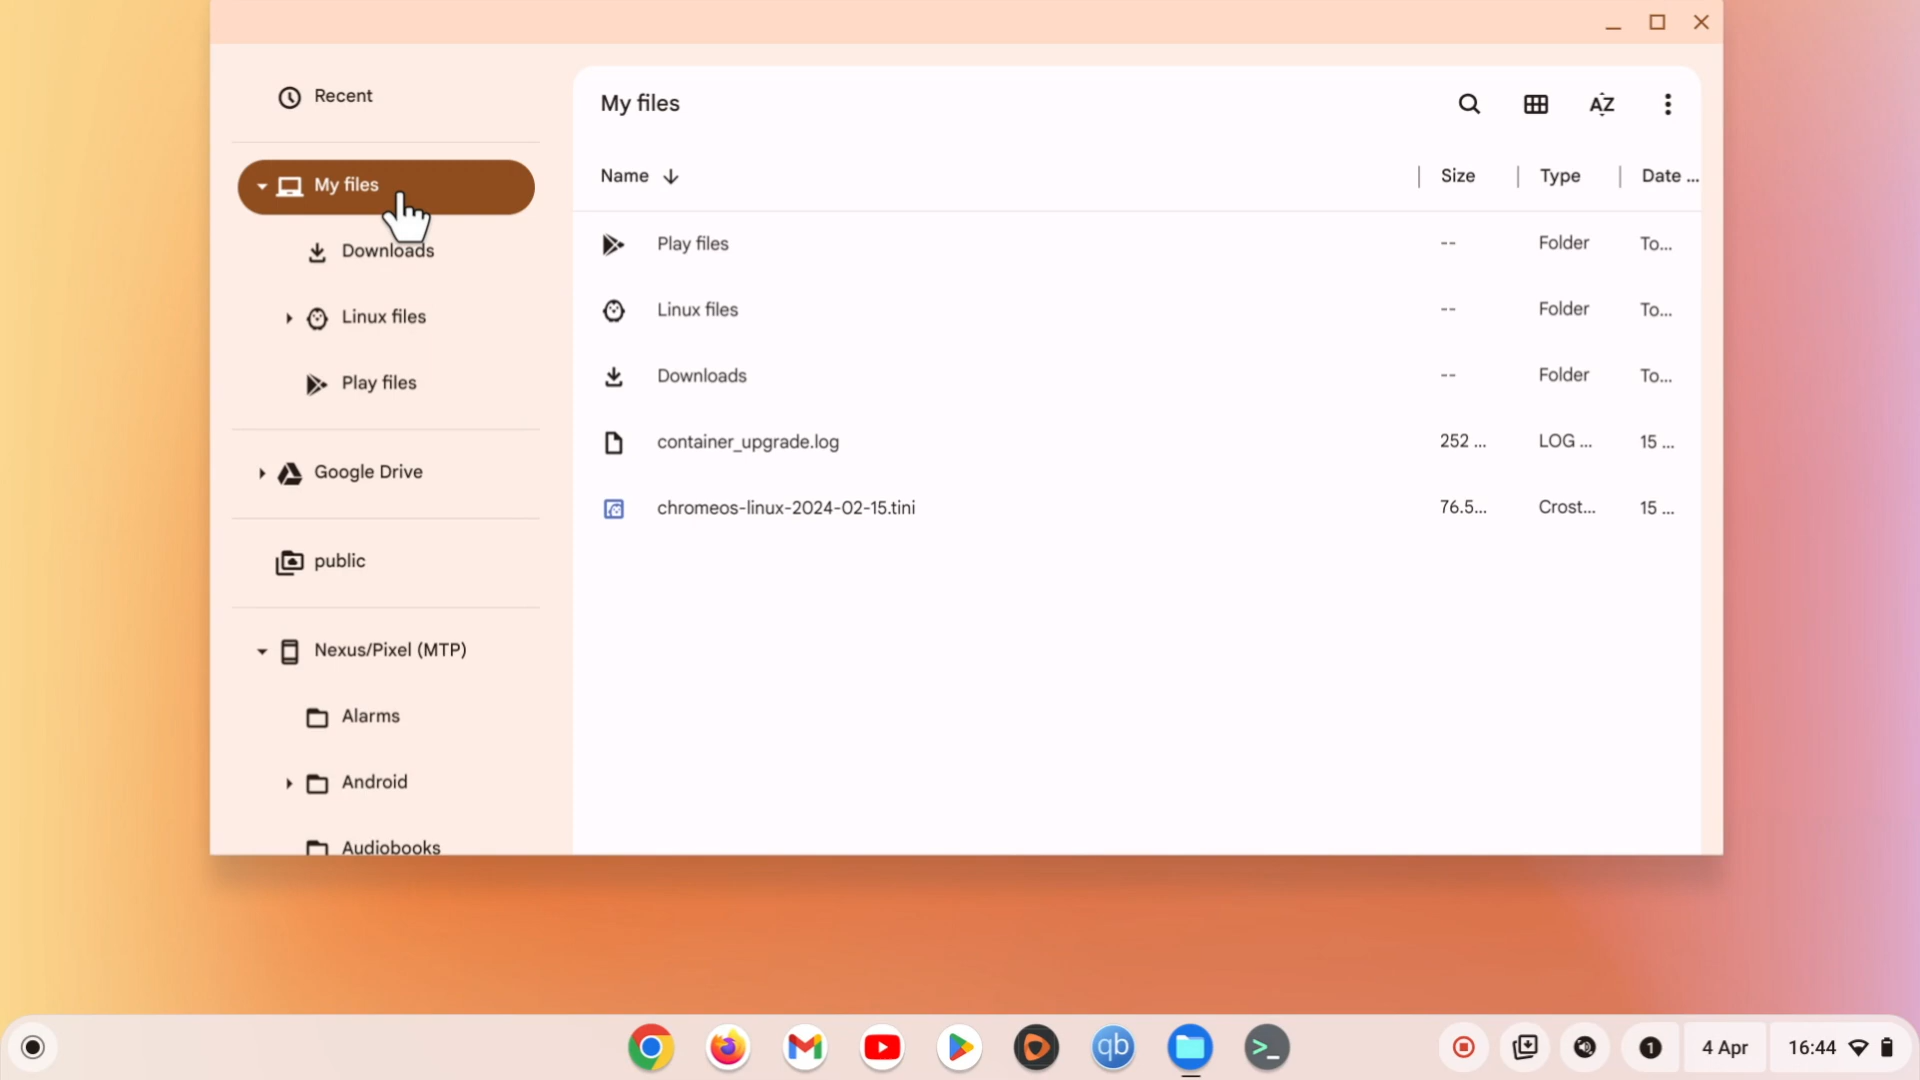 Recent
My files
Downloads
Linux files
Play files
Google Drive
public
Nexus/Pixel (MTP)
Alarms
Android
Audiobooks
My files
AZ
Name Size Type Date ...
Play files -- Folder To...
Linux files -- Folder To...
Downloads -- Folder To...
container_upgrade.log 252 ... LOG ... 15 ...
chromeos-linux-2024-02-15.tini 76.5... Crost... 15 ...
qb
>_
1
4 Apr
16:44